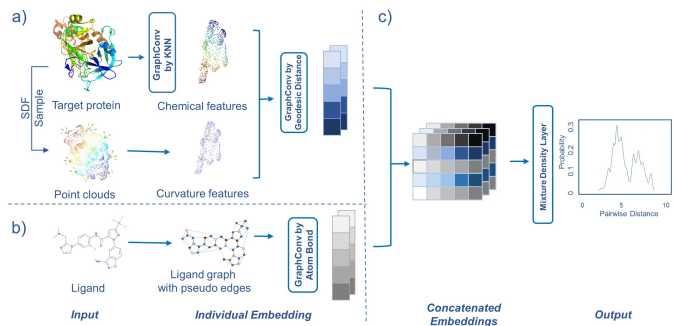 a)
SDF
Sample
Target protein
GraphConv
by KNN
Chemical features
Point clouds
Curvature features
GraphConv by
Geodesic Distance
b)
Ligand
Ligand graph
with pseudo edges
GraphConv by
Atom Bond
Input
Individual Embedding
c)
Concatenated
Embeddings
Mixture Density Layer
Probability
0.3
0.2
0.1
0
0
5
10
Pairwise Distance
Output